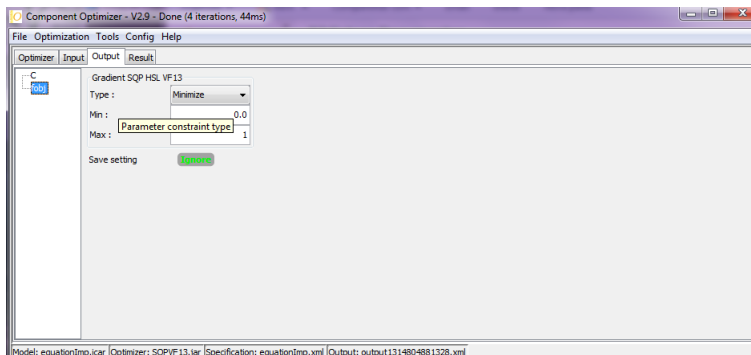 Component Optimizer - V2.9 - Done (4 iterations, 44ms)
File Optimization Tools Config Help
Optimizer Input Output Result
C
fobj
Gradient SQP HSL VF13
Type : Minimize
Min : 0.0
Parameter constraint type
Max : 1
Save setting Ignore
Model: equationImp.icar Optimizer: SQPVF13.jar Specification: equationImp.xml Output: output1314804881328.xml